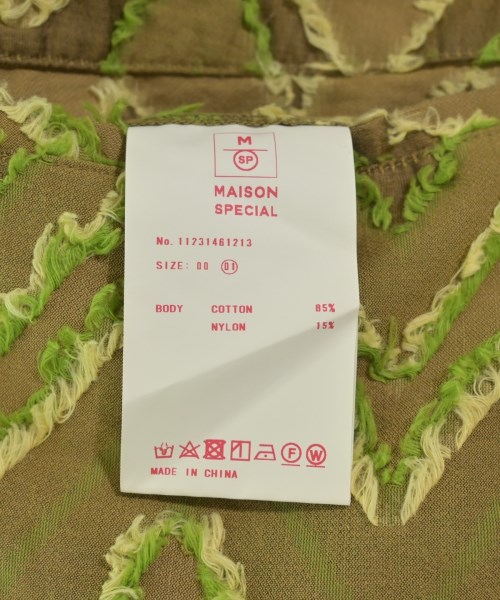 M
SP
MAISON
SPECIAL
No. 11231461213
SIZE: 00 01
BODY COTTON 85%
NYLON 15%
F W
MADE IN CHINA